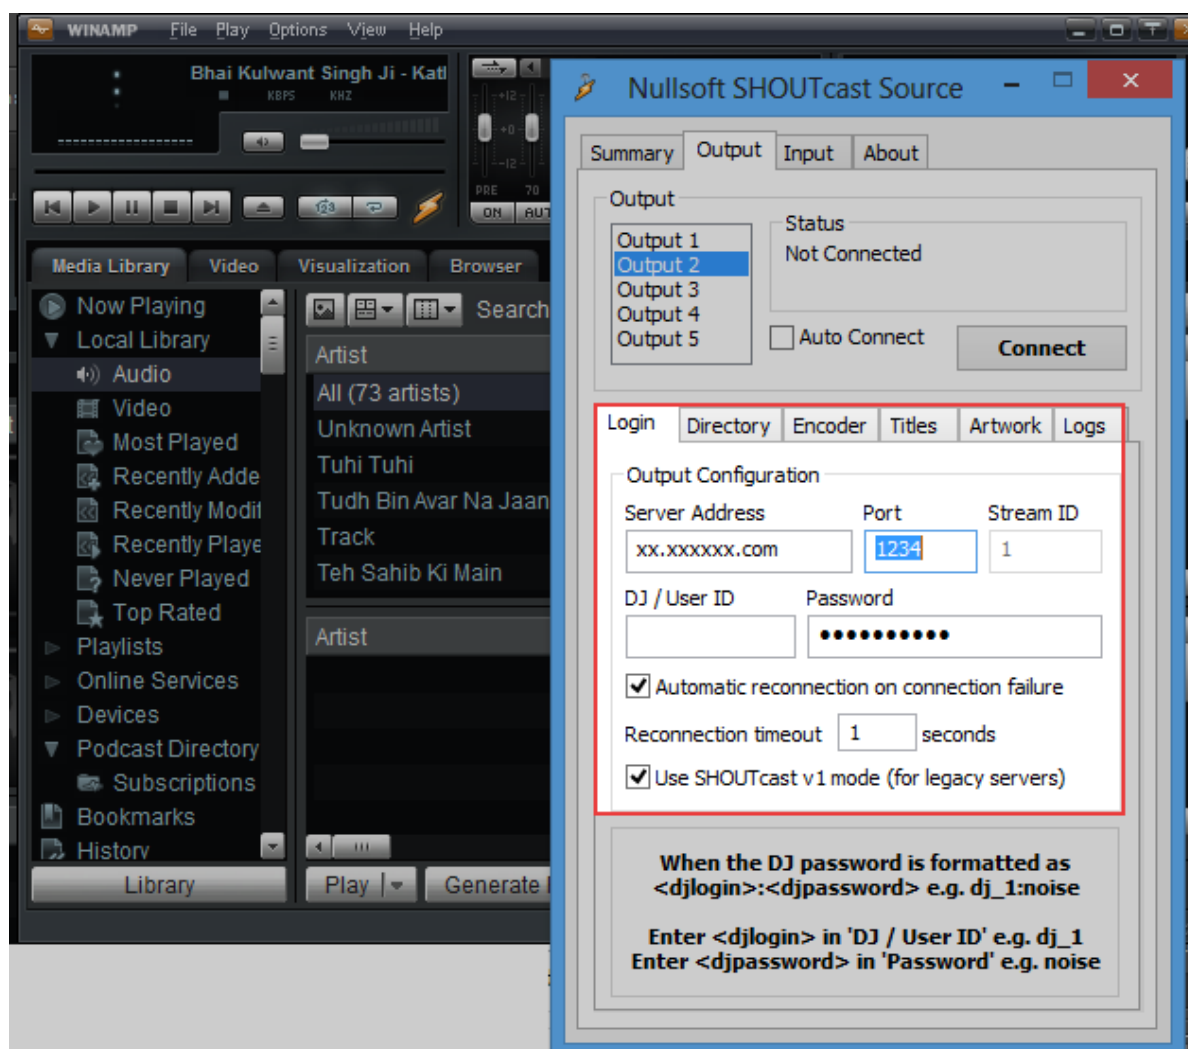 WINAMP File Play Options View Help
Bhai Kulwant Singh Ji - Katl
KBPS KHZ
+12
+0
-12
PRE 70
ON AUT
Media Library Video Visualization Browser
Now Playing
Local Library
Audio
Video
Most Played
Recently Adde
Recently Modif
Recently Playe
Never Played
Top Rated
Playlists
Online Services
Devices
Podcast Directory
Subscriptions
Bookmarks
History
Library
Search
Artist
All (73 artists)
Unknown Artist
Tuhi Tuhi
Tudh Bin Avar Na Jaan
Track
Teh Sahib Ki Main
Artist
Play Generate
Nullsoft SHOUTcast Source
Summary Output Input About
Output
Output 1
Output 2
Output 3
Output 4
Output 5
Status
Not Connected
Auto Connect
Connect
Login Directory Encoder Titles Artwork Logs
Output Configuration
Server Address Port Stream ID
xx.xxxxxx.com 1234 1
DJ / User ID Password
••••••••••
Automatic reconnection on connection failure
Reconnection timeout 1 seconds
Use SHOUTcast v1 mode (for legacy servers)
When the DJ password is formatted as
<djlogin>:<djpassword> e.g. dj_1:noise
Enter <djlogin> in 'DJ / User ID' e.g. dj_1
Enter <djpassword> in 'Password' e.g. noise